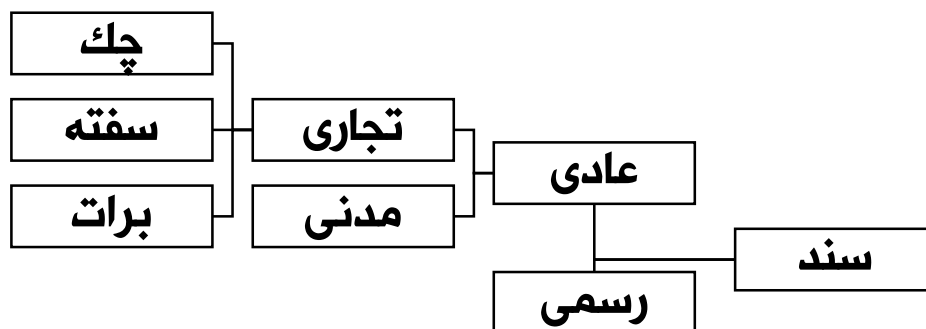 سند
عادی
رسمی
تجاری
مدنی
چك
سفته
برات